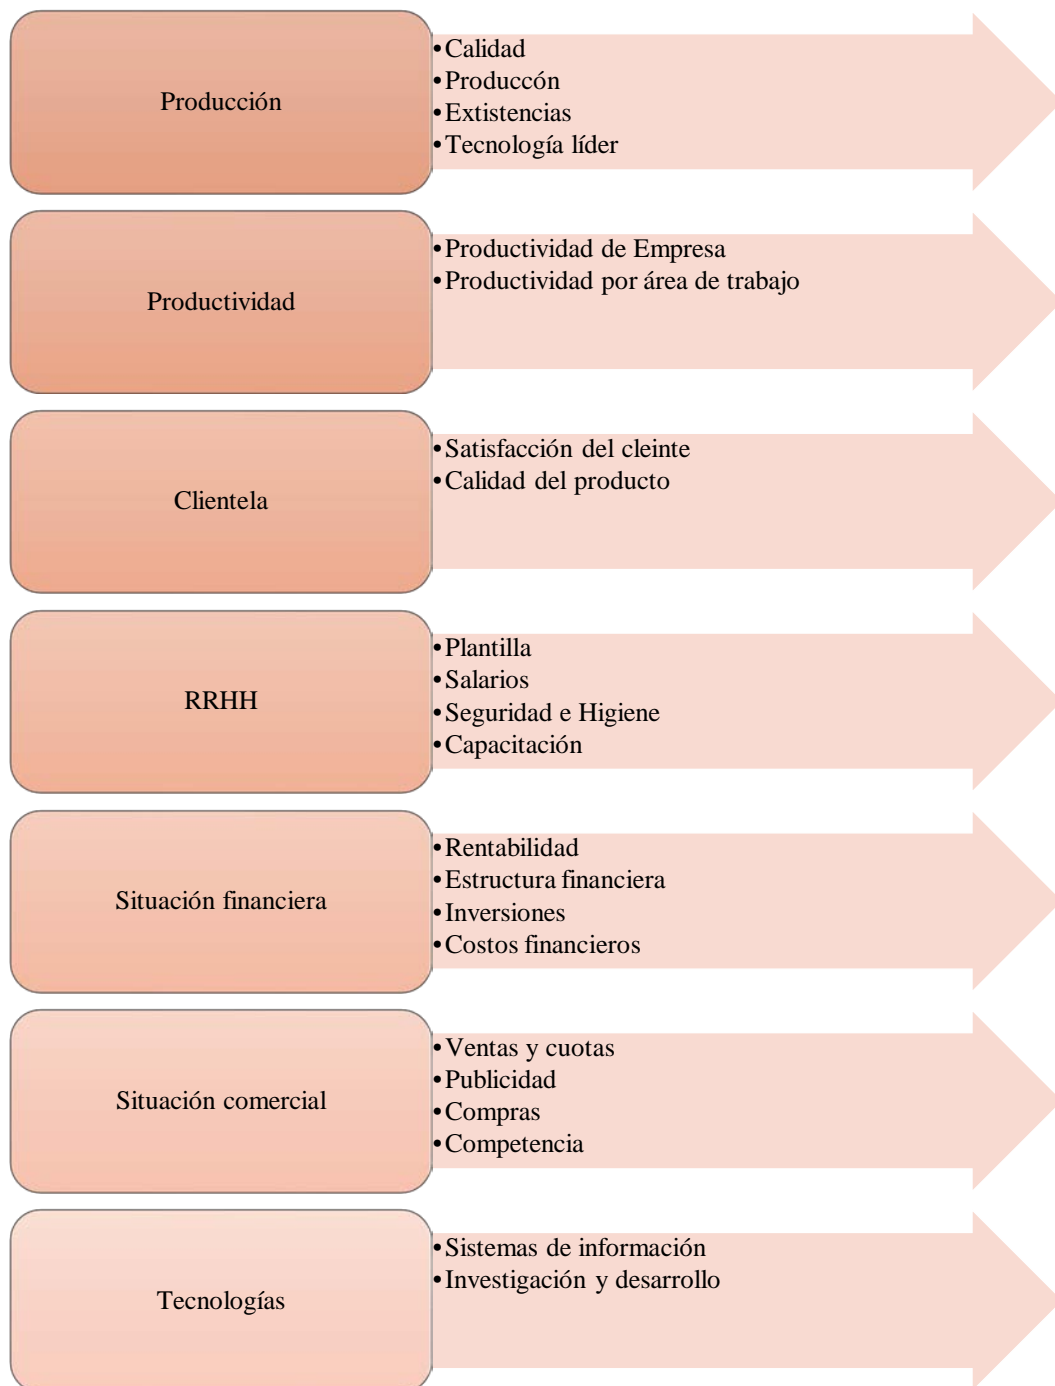 Producción
•Calidad
•Produccón
•Extistencias
•Tecnología líder
Productividad
•Productividad de Empresa
•Productividad por área de trabajo
Clientela
•Satisfacción del cleinte
•Calidad del producto
RRHH
•Plantilla
•Salarios
•Seguridad e Higiene
•Capacitación
Situación financiera
•Rentabilidad
•Estructura financiera
•Inversiones
•Costos financieros
Situación comercial
•Ventas y cuotas
•Publicidad
•Compras
•Competencia
Tecnologías
•Sistemas de información
•Investigación y desarrollo